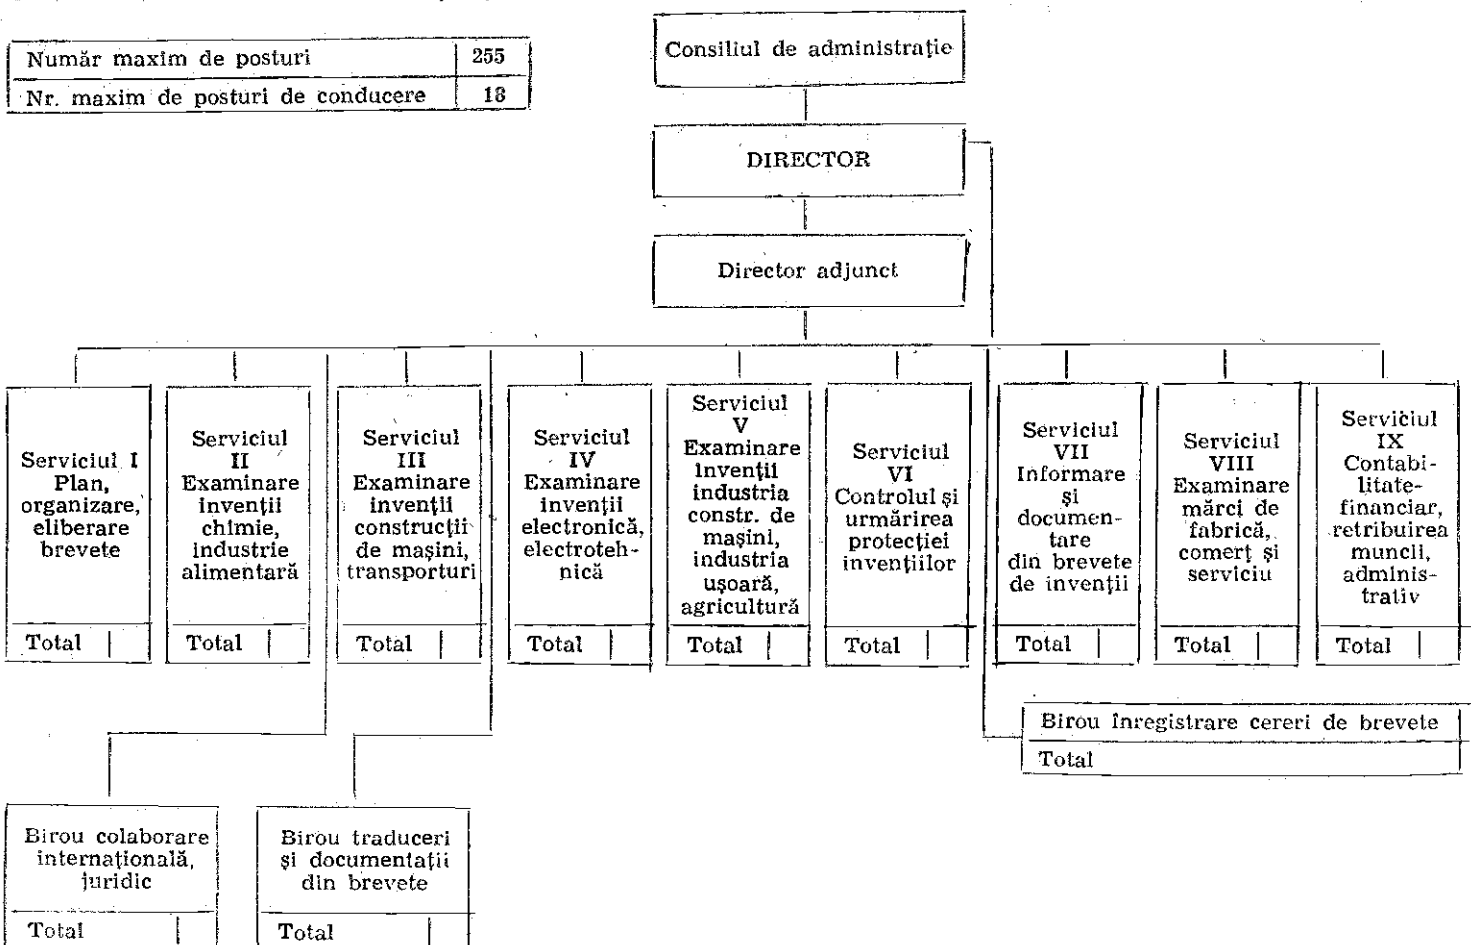 Număr maxim de posturi 255
Nr. maxim de posturi de conducere 18
Consiliul de administrație
DIRECTOR
Director adjunct
Serviciul I
Plan,
organizare,
eliberare
brevete
Total
Serviciul
II
Examinare
invenții
chimie,
industrie
alimentară
Total
Serviciul
III
Examinare
invenții
construcții
de mașini,
transporturi
Total
Serviciul
IV
Examinare
invenții
electronică,
electroteh-
nică
Total
Serviciul
V
Examinare
invenții
industria
constr. de
mașini,
industria
ușoară,
agricultură
Total
Serviciul
VI
Controlul și
urmărirea
protecției
invențiilor
Total
Serviciul
VII
Informare
și
documen-
tare
din brevete
de invenții
Total
Serviciul
VIII
Examinare
mărci de
fabrică,
comerț și
serviciu
Total
Serviciul
IX
Contabi-
litate-
financiar,
retribuirea
muncii,
adminis-
trativ
Total
Birou înregistrare cereri de brevete
Total
Birou colaborare
internațională,
juridic
Total
Birou traduceri
și documentații
din brevete
Total